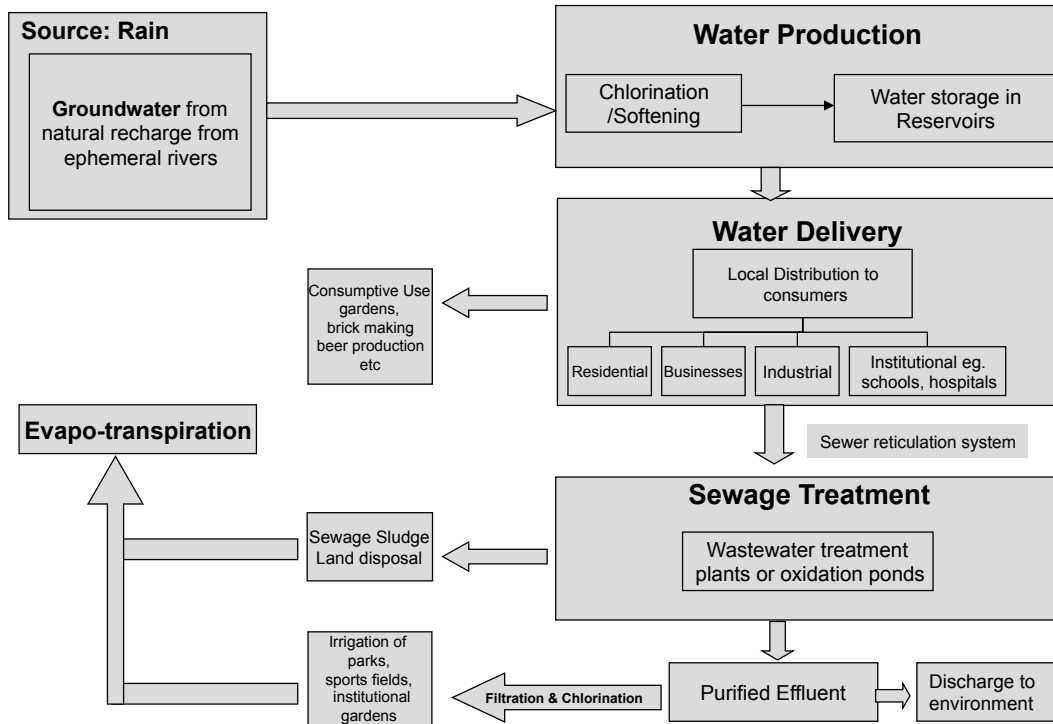 Source: Rain
Groundwater from
natural recharge from
ephemeral rivers
Water Production
Chlorination
/Softening
Water storage in
Reservoirs
Water Delivery
Local Distribution to
consumers
Residential
Businesses
Industrial
Institutional eg.
schools, hospitals
Consumptive Use
gardens,
brick making
beer production
etc
Sewer reticulation system
Evapo-transpiration
Sewage Treatment
Wastewater treatment
plants or oxidation ponds
Sewage Sludge
Land disposal
Purified Effluent
Discharge to
environment
Filtration & Chlorination
Irrigation of
parks,
sports fields,
institutional
gardens